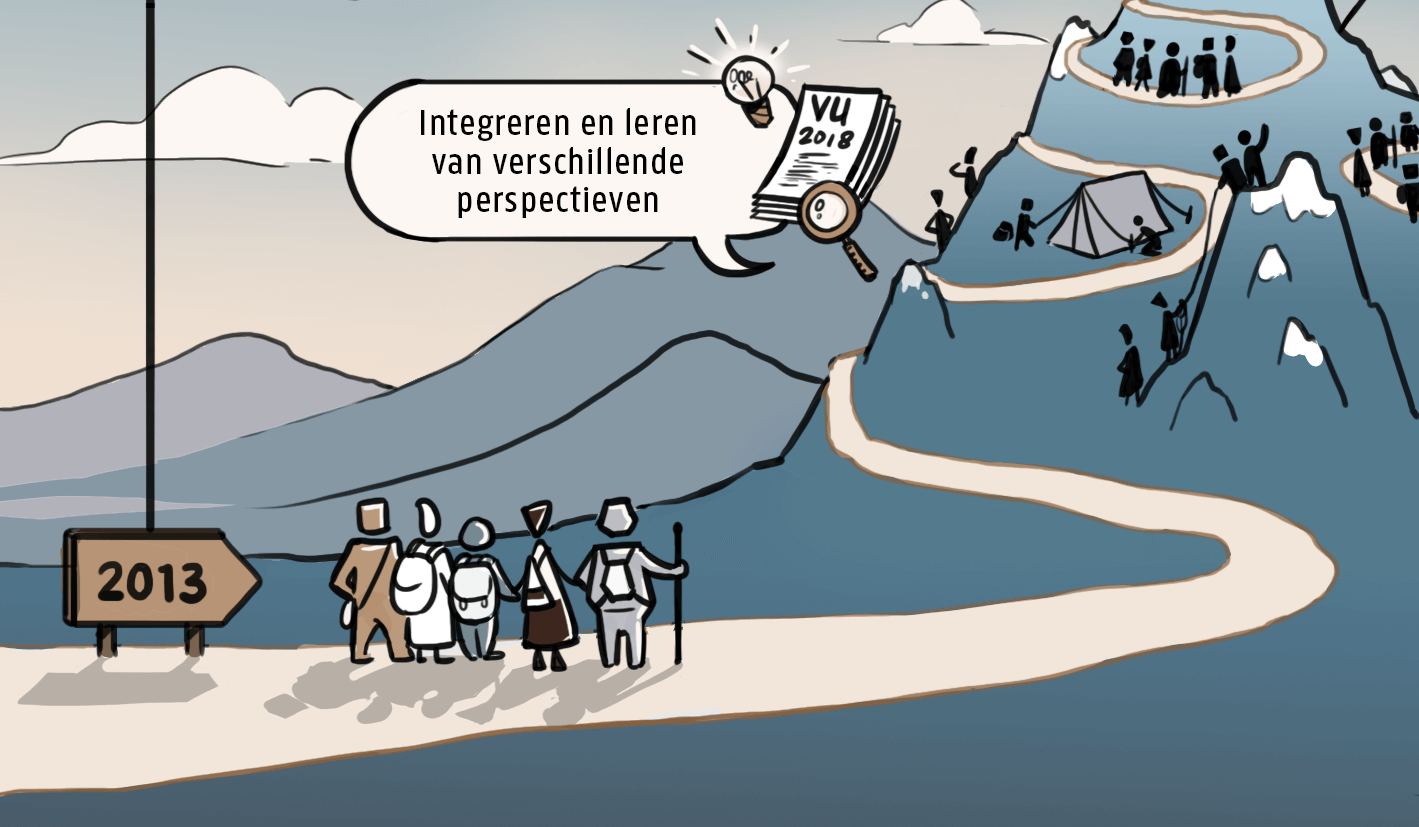 Integreren en leren
van verschillende
perspectieven
VU
2018
2013